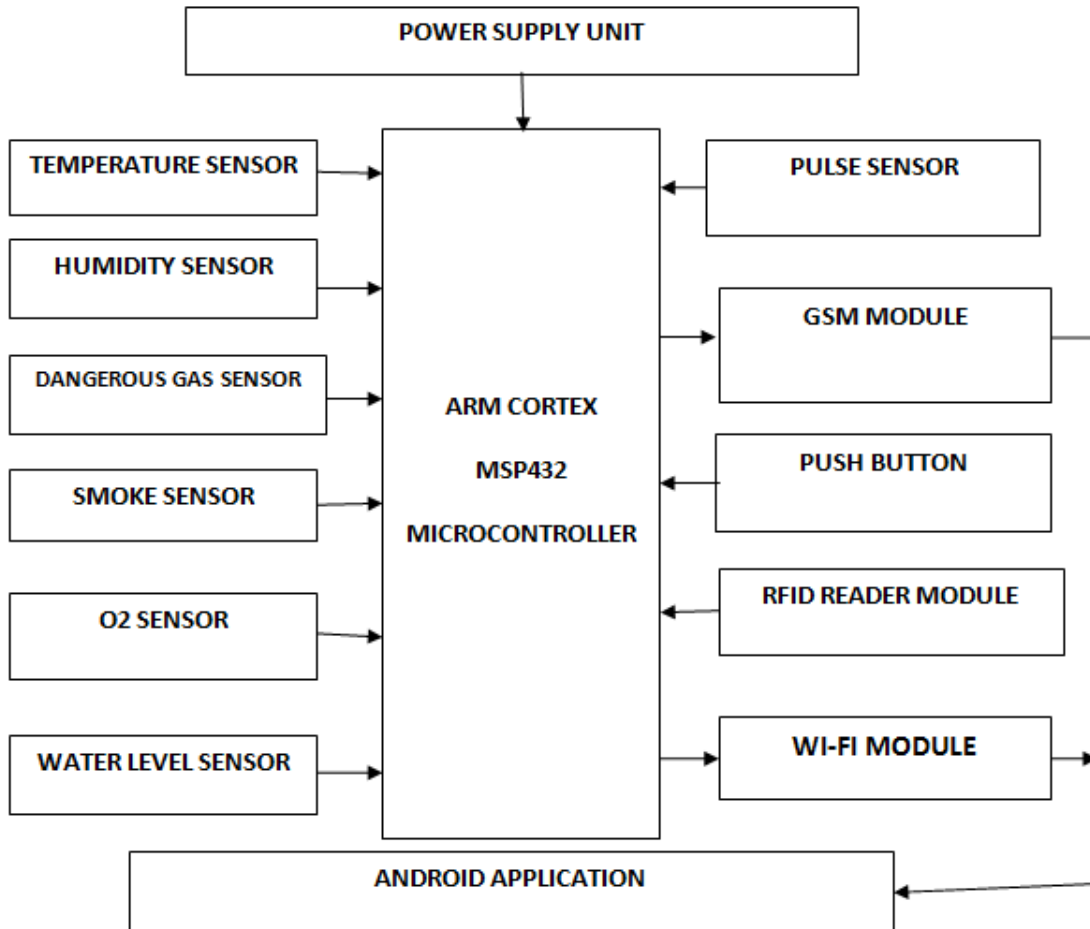 POWER SUPPLY UNIT
TEMPERATURE SENSOR
HUMIDITY SENSOR
DANGEROUS GAS SENSOR
SMOKE SENSOR
O2 SENSOR
WATER LEVEL SENSOR
ARM CORTEX
MSP432
MICROCONTROLLER
PULSE SENSOR
GSM MODULE
PUSH BUTTON
RFID READER MODULE
WI-FI MODULE
ANDROID APPLICATION